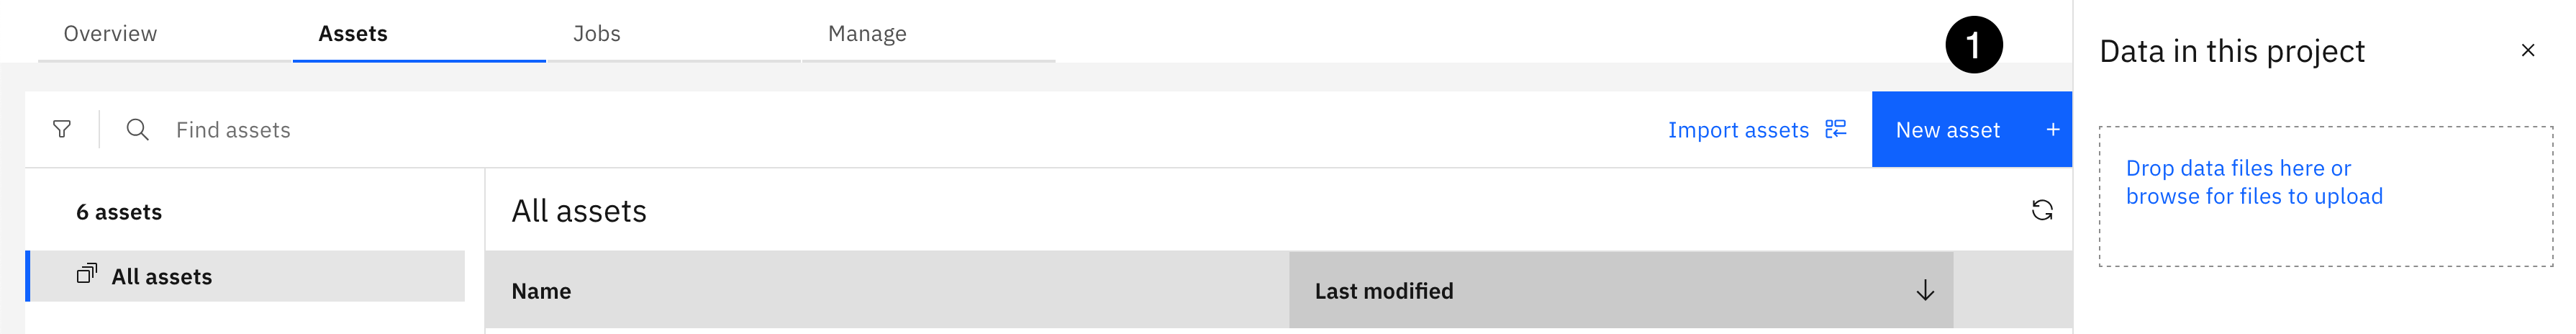 Overview Assets Jobs Manage
1
Data in this project
Find assets
Import assets
New asset
Drop data files here or
browse for files to upload
6 assets
All assets
All assets
Name
Last modified